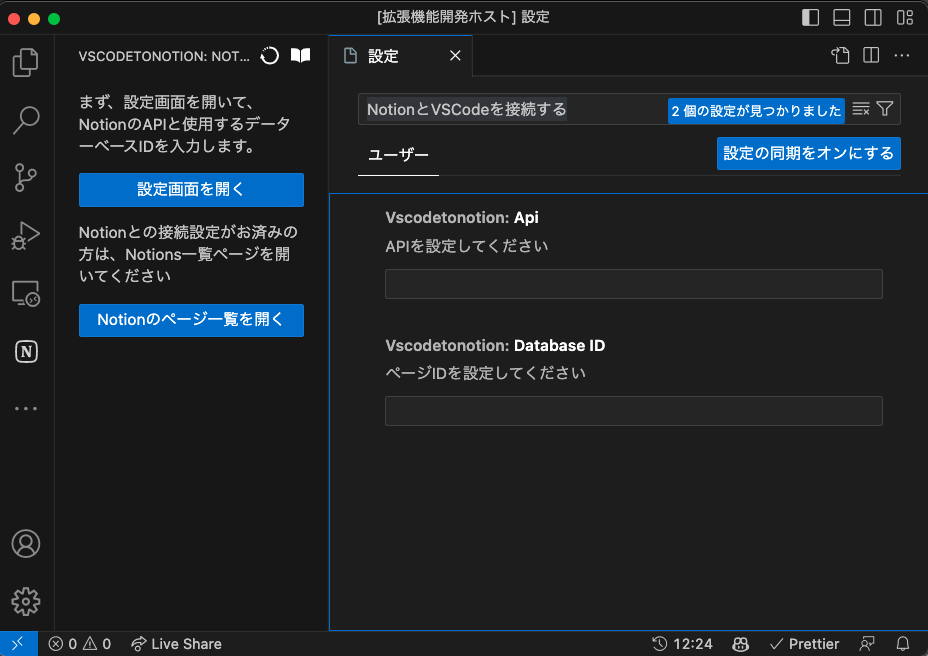 [拡張機能開発ホスト] 設定
VSCODETONOTION: NOT...
まず、設定画面を開いて、
NotionのAPIと使用するデータ
ーベースIDを入力します。
設定画面を開く
Notionとの接続設定がお済みの
方は、Notions一覧ページを開
いてください
Notionのページ一覧を開く
設定
NotionとVSCodeを接続する
2 個の設定が見つかりました
ユーザー
設定の同期をオンにする
Vscodetonotion: Api
APIを設定してください
Vscodetonotion: Database ID
ページIDを設定してください
N
0 0
Live Share
12:24
Prettier